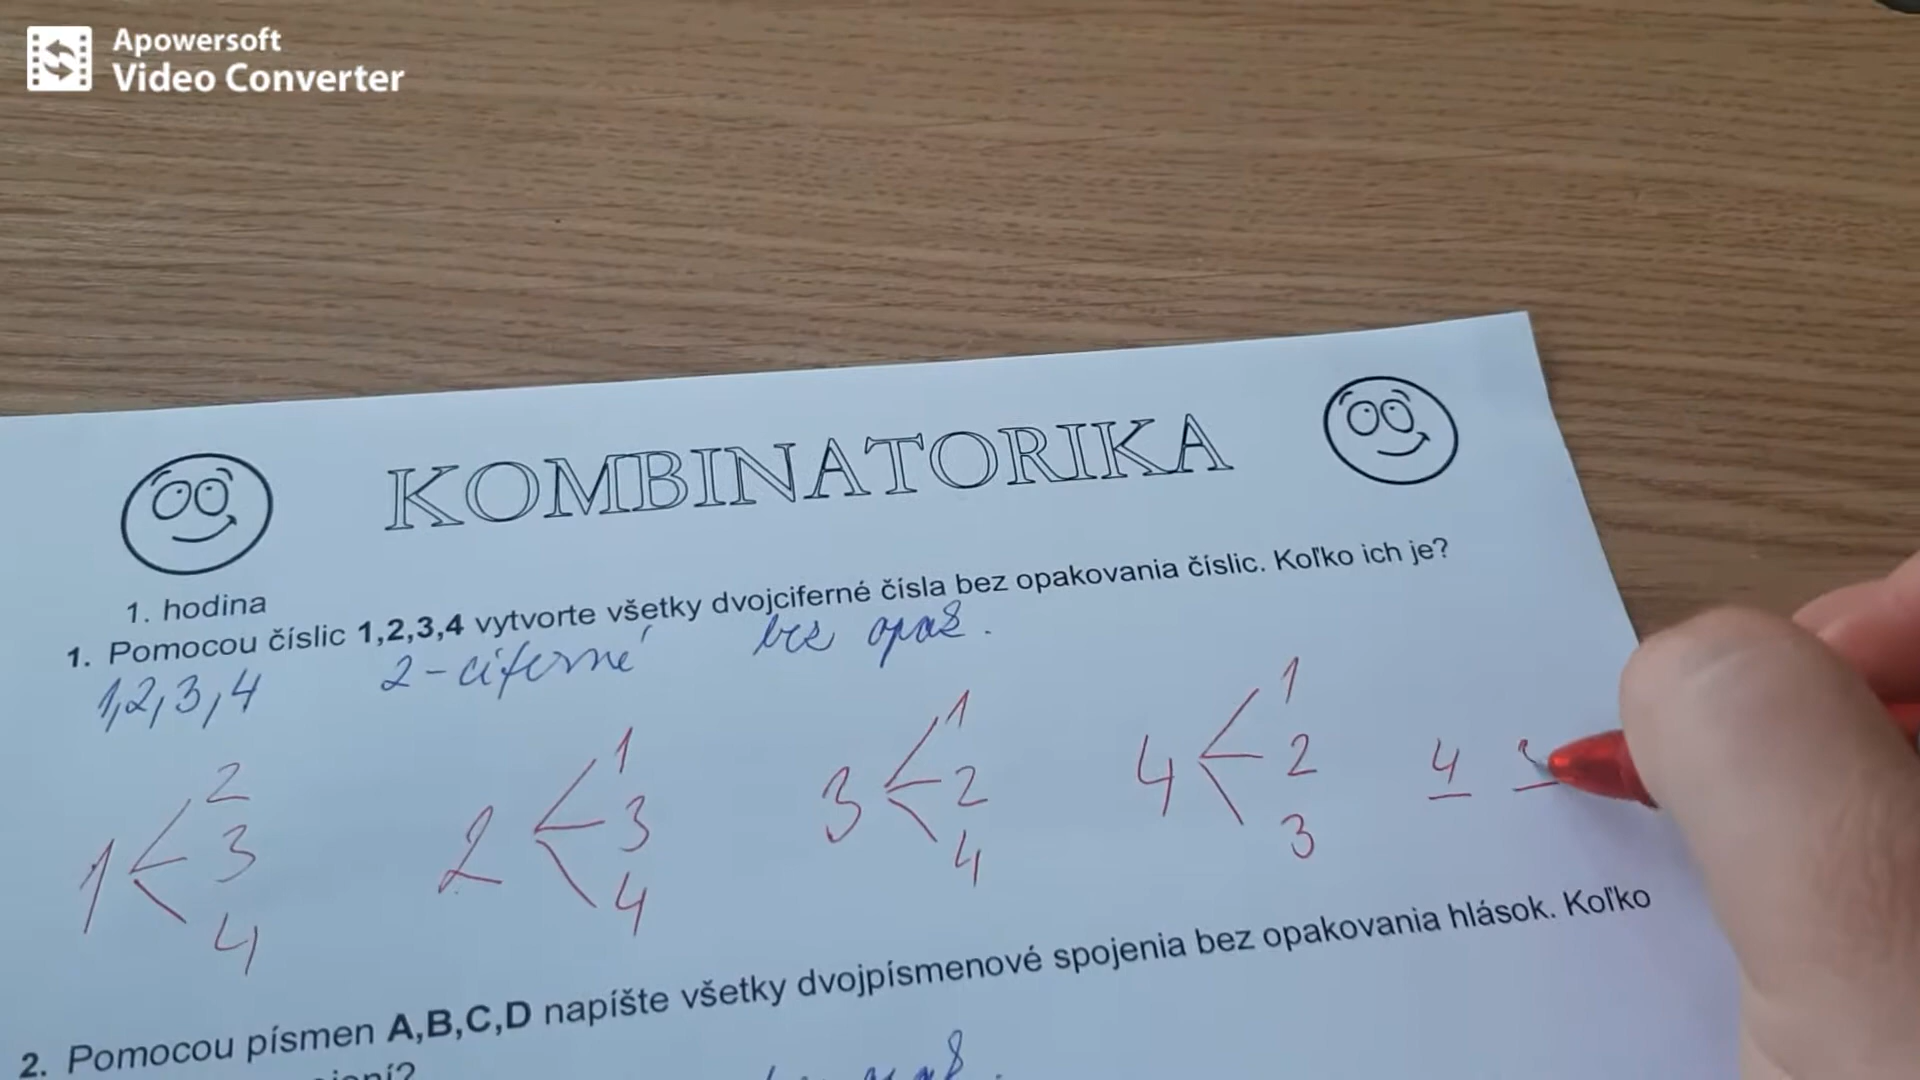 Apowersoft
Video Converter
KOMBINATORIKA
1. hodina
1. Pomocou číslic 1,2,3,4 vytvorte všetky dvojciferné čísla bez opakovania číslic. Koľko ich je?
1,2,3,4 2-ciferné bez opak.
1 2 3 4
2 1 3 4
3 1 2 4
4 1 2 3
4
2. Pomocou písmen A,B,C,D napíšte všetky dvojpísmenové spojenia bez opakovania hlások. Koľko